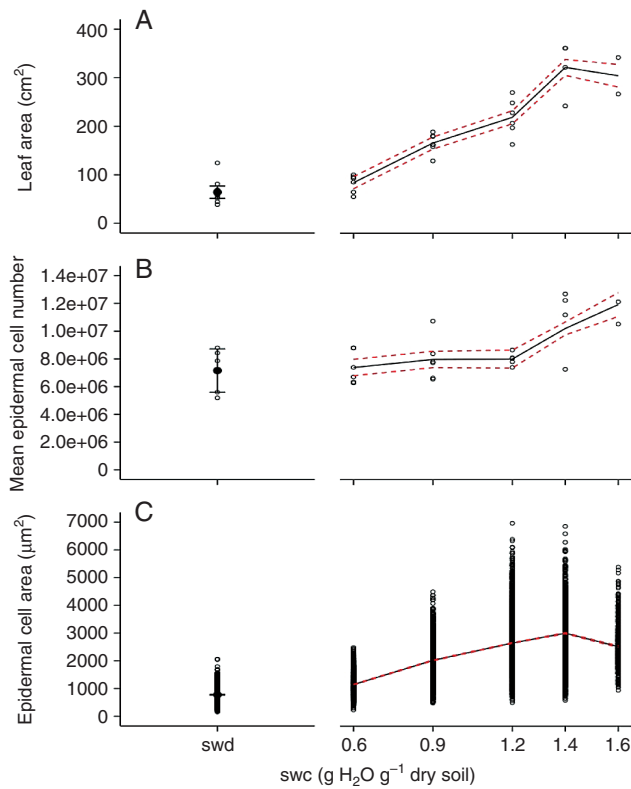 A
Leaf area (cm²)
400
300
200
100
0
B
Mean epidermal cell number
1.4e+07
1.2e+07
1.0e+07
8.0e+06
6.0e+06
4.0e+06
2.0e+06
0
C
Epidermal cell area (μm²)
7000
6000
5000
4000
3000
2000
1000
0
swd
0.6 0.9 1.2 1.4 1.6
swc (g H₂O g⁻¹ dry soil)